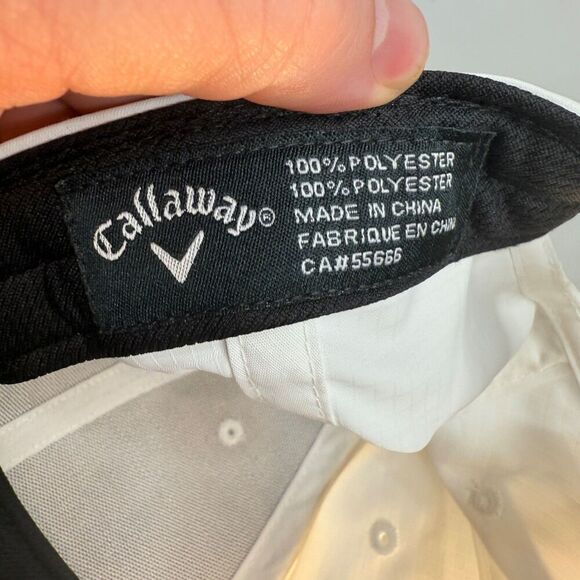 Callaway®
100% POLYESTER
100% POLYESTER
MADE IN CHINA
FABRIQUE EN CHIN
CA#55666